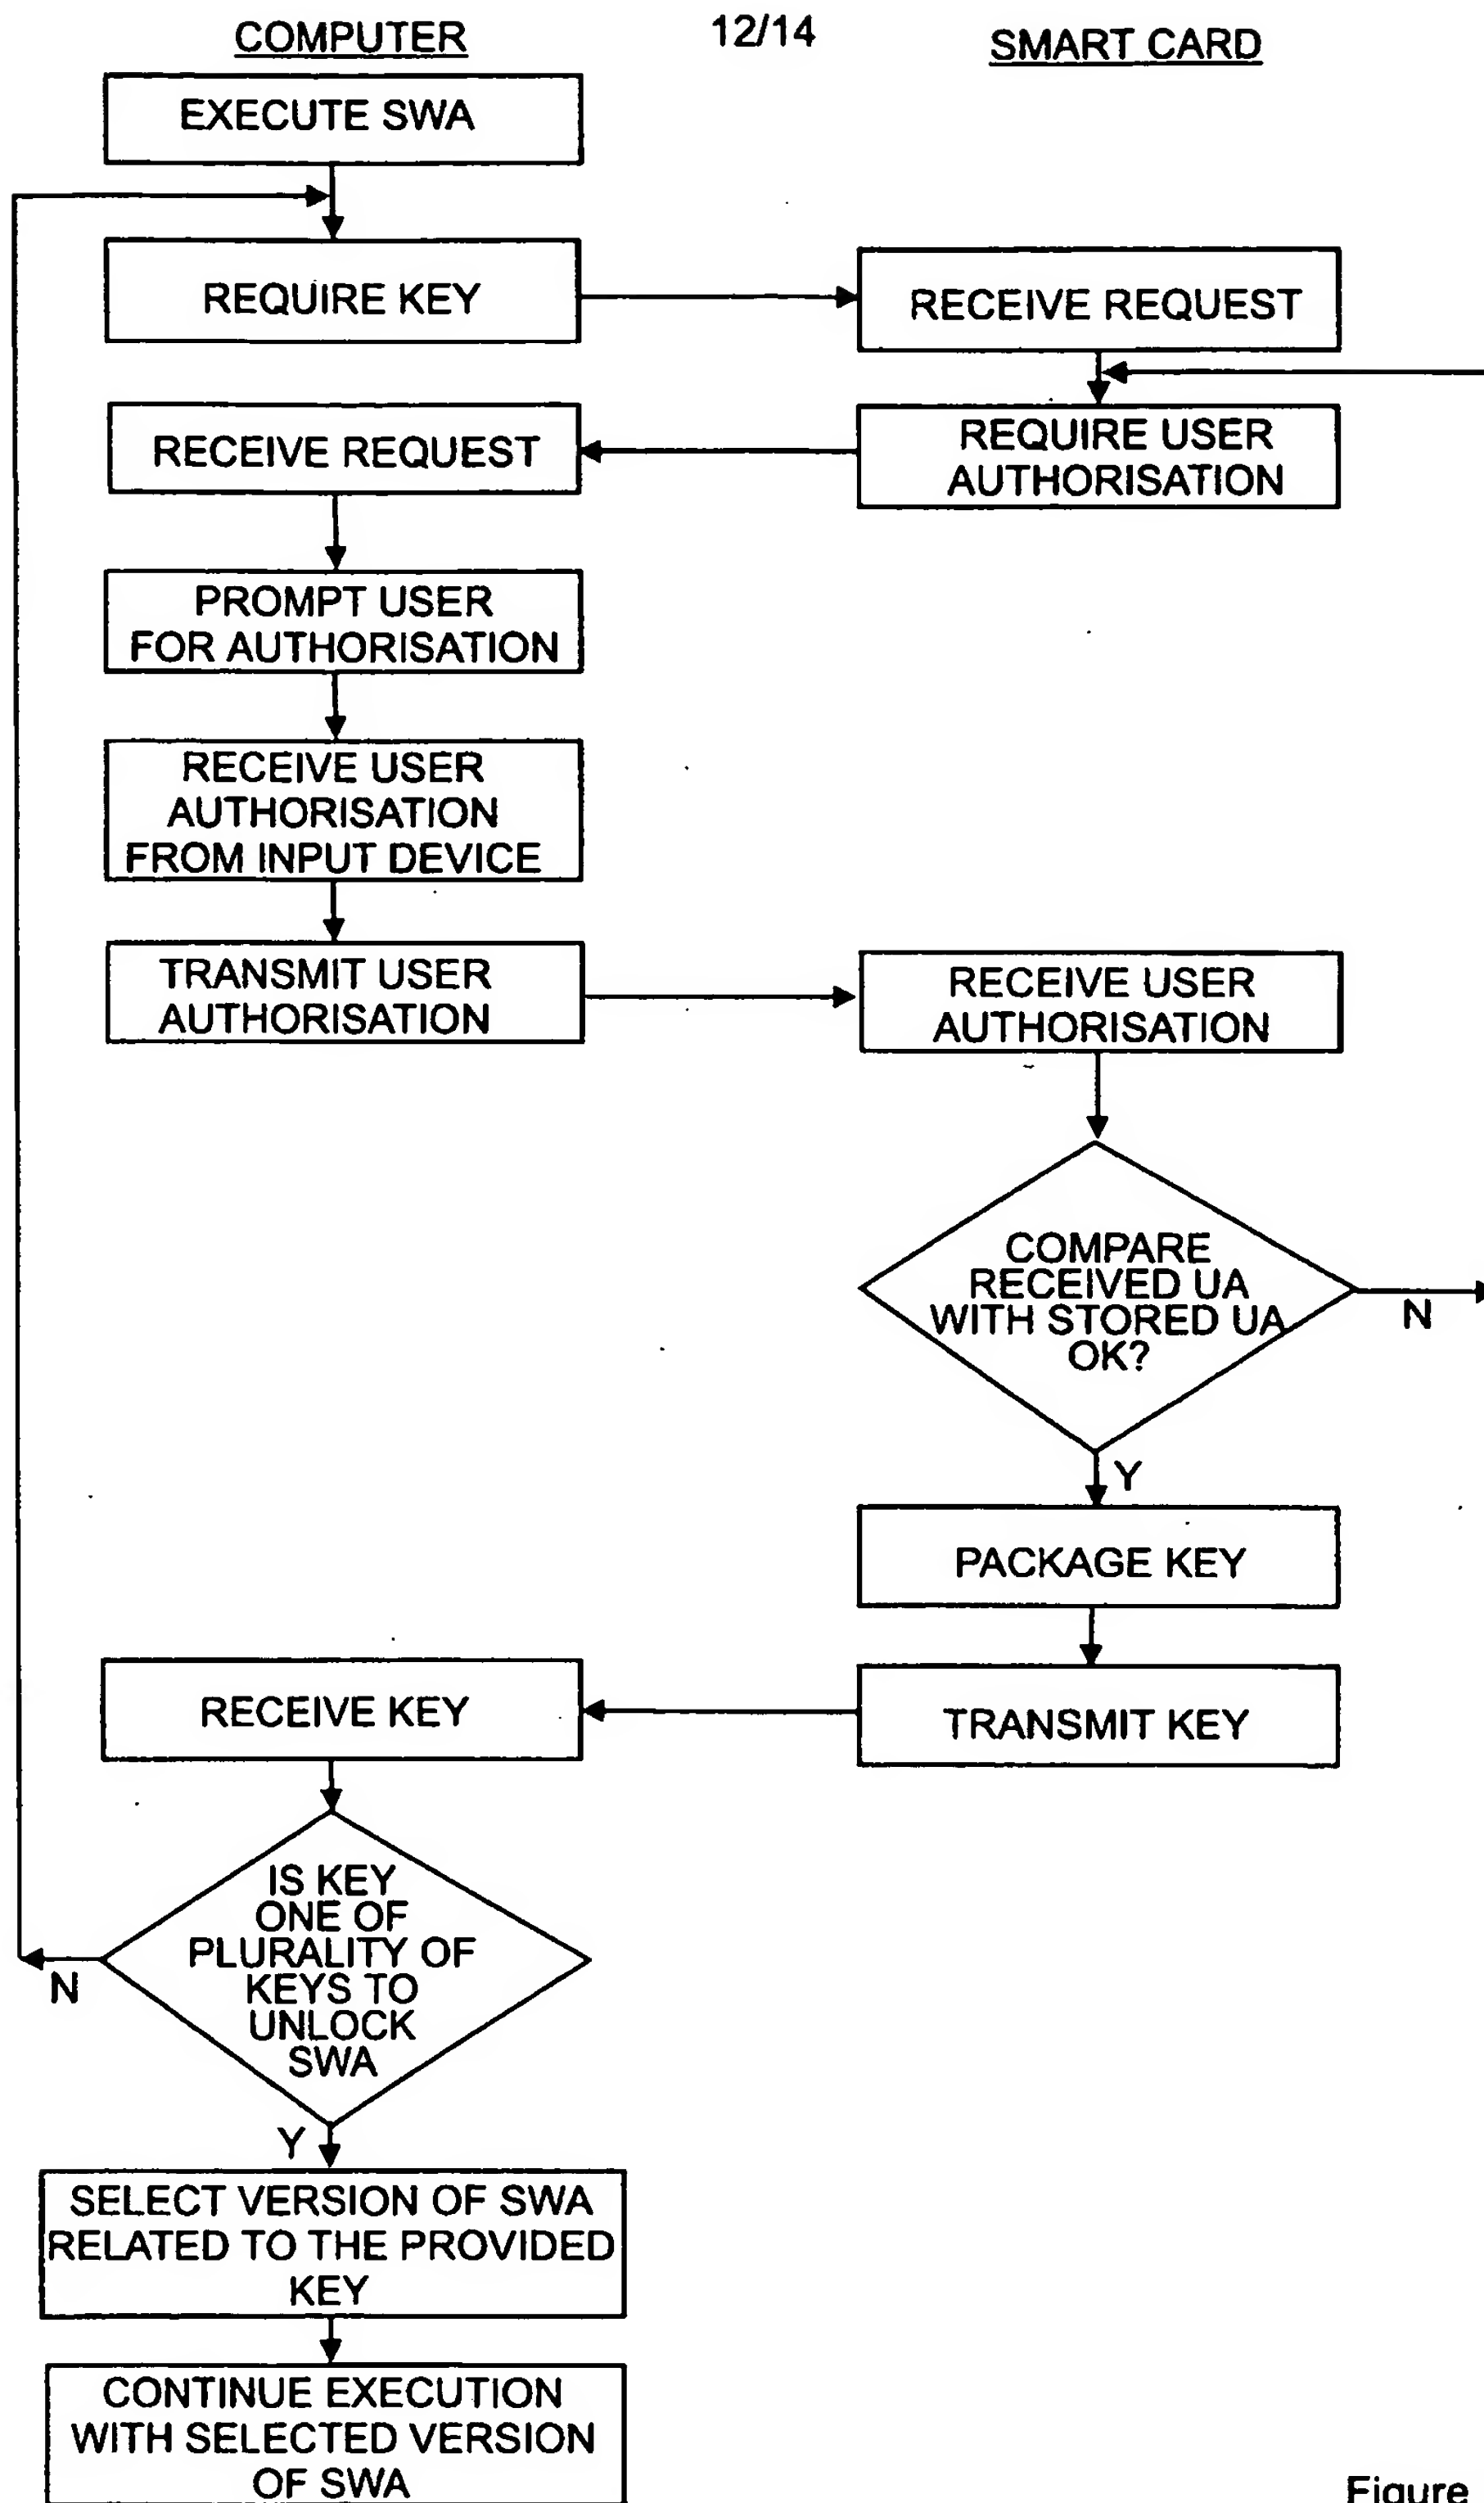 COMPUTER
12/14
SMART CARD
EXECUTE SWA
REQUIRE KEY
RECEIVE REQUEST
RECEIVE REQUEST
REQUIRE USER
AUTHORISATION
PROMPT USER
FOR AUTHORISATION
RECEIVE USER
AUTHORISATION
FROM INPUT DEVICE
TRANSMIT USER
AUTHORISATION
RECEIVE USER
AUTHORISATION
COMPARE
RECEIVED UA
WITH STORED UA
OK?
N
Y
PACKAGE KEY
RECEIVE KEY
TRANSMIT KEY
IS KEY
ONE OF
PLURALITY OF
KEYS TO
UNLOCK
SWA
N
Y
SELECT VERSION OF SWA
RELATED TO THE PROVIDED
KEY
CONTINUE EXECUTION
WITH SELECTED VERSION
OF SWA
Figure